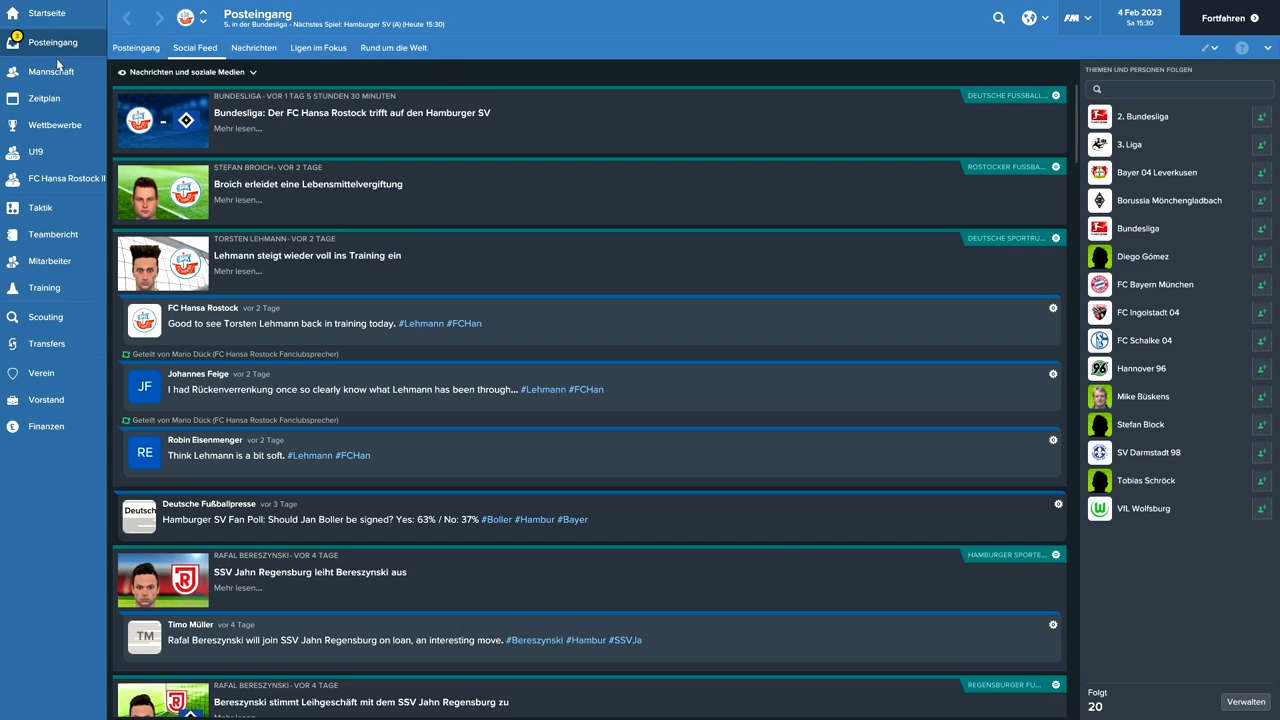 Startseite
3
Posteingang
Mannschaft
Zeitplan
Wettbewerbe
U19
FC Hansa Rostock II
Taktik
Teambericht
Mitarbeiter
Training
Scouting
Transfers
Verein
Vorstand
Finanzen
Posteingang
5. in der Bundesliga - Nächstes Spiel: Hamburger SV (A) (Heute 15:30)
FM
4 Feb 2023
Sa 15:30
Fortfahren
Posteingang Social Feed Nachrichten Ligen im Fokus Rund um die Welt
?
Nachrichten und soziale Medien
BUNDESLIGA - VOR 1 TAG 5 STUNDEN 30 MINUTEN
DEUTSCHE FUSSBALL...
Bundesliga: Der FC Hansa Rostock trifft auf den Hamburger SV
Mehr lesen...
STEFAN BROICH - VOR 2 TAGE
ROSTOCKER FUSSBA...
Broich erleidet eine Lebensmittelvergiftung
Mehr lesen...
TORSTEN LEHMANN - VOR 2 TAGE
DEUTSCHE SPORTRU...
Lehmann steigt wieder voll ins Training ein
Mehr lesen...
FC Hansa Rostock vor 2 Tage
Good to see Torsten Lehmann back in training today. #Lehmann #FCHan
Geteilt von Mario Dück (FC Hansa Rostock Fanclubsprecher)
JF
Johannes Feige vor 2 Tage
I had Rückenverrenkung once so clearly know what Lehmann has been through... #Lehmann #FCHan
Geteilt von Mario Dück (FC Hansa Rostock Fanclubsprecher)
RE
Robin Eisenmenger vor 2 Tage
Think Lehmann is a bit soft. #Lehmann #FCHan
Deutsch
Deutsche Fußballpresse vor 3 Tage
Hamburger SV Fan Poll: Should Jan Boller be signed? Yes: 63% / No: 37% #Boller #Hambur #Bayer
RAFAL BERESZYNSKI - VOR 4 TAGE
HAMBURGER SPORTE...
SSV Jahn Regensburg leiht Bereszynski aus
Mehr lesen...
TM
Timo Müller vor 4 Tage
Rafal Bereszynski will join SSV Jahn Regensburg on loan, an interesting move. #Bereszynski #Hambur #SSVJa
RAFAL BERESZYNSKI - VOR 4 TAGE
REGENSBURGER FU...
Bereszynski stimmt Leihgeschäft mit dem SSV Jahn Regensburg zu
THEMEN UND PERSONEN FOLGEN
2. Bundesliga
3. Liga
Bayer 04 Leverkusen
Borussia Mönchengladbach
Bundesliga
Diego Gómez
FC Bayern München
FC Ingolstadt 04
FC Schalke 04
Hannover 96
Mike Büskens
Stefan Block
SV Darmstadt 98
Tobias Schröck
VfL Wolfsburg
Folgt
20
Verwalten